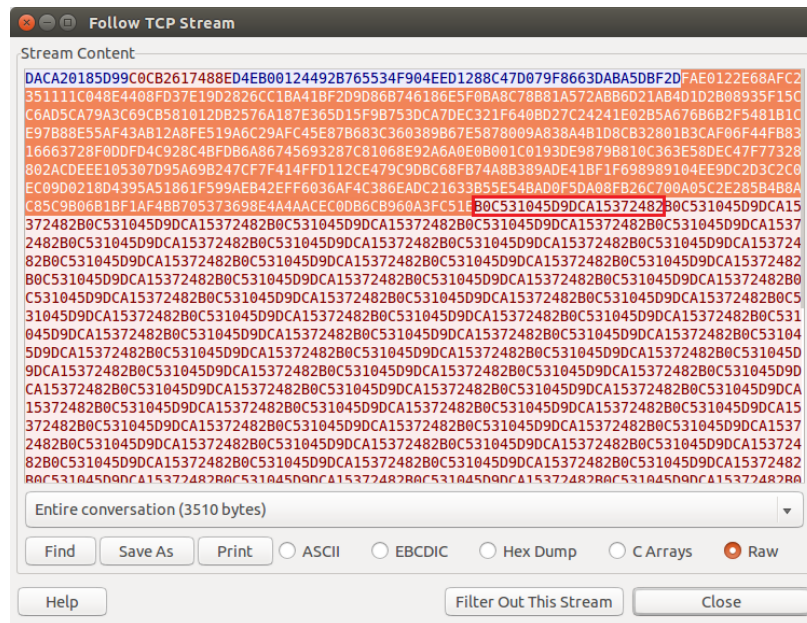 Follow TCP Stream
Stream Content
DACA20185D99C0CB2617488ED4EB00124492B765534F904EED1288C47D079F8663DABA5DBF2DFAE0122E68AFC2
351111C048E4408FD37E19D2826CC1BA41BF2D9D86B746186E5F0BA8C78B81A572ABB6D21AB4D1D2B08935F15C
C6AD5CA79A3C69CB581012DB2576A187E365D15F9B753DCA7DEC321F640BD27C24241E02B5A676B6B2F5481B1C
E97B88E55AF43AB12A8FE519A6C29AFC45E87B683C360389B67E5878009A838A4B1D8CB32801B3CAF06F44FB83
16663728F0DDFD4C928C4BFDB6A86745693287C81068E92A6A0E0B001C0193DE9879B810C363E58DEC47F77328
802ACDEEE105307D95A69B247CF7F414FFD112CE479C9DBC68FB74A8B389ADE41BF1F698989104EE9DC2D3C2C0
EC09D0218D4395A51861F599AEB42EFF6036AF4C386EADC21633B55E54BAD0F5DA08FB26C700A05C2E285B4B8A
C85C9B06B1BF1AF4BB705373698E4A4AACEC0DB6CB960A3FC51EB0C531045D9DCA15372482B0C531045D9DCA15
372482B0C531045D9DCA15372482B0C531045D9DCA15372482B0C531045D9DCA15372482B0C531045D9DCA1537
2482B0C531045D9DCA15372482B0C531045D9DCA15372482B0C531045D9DCA15372482B0C531045D9DCA153724
82B0C531045D9DCA15372482B0C531045D9DCA15372482B0C531045D9DCA15372482B0C531045D9DCA15372482
B0C531045D9DCA15372482B0C531045D9DCA15372482B0C531045D9DCA15372482B0C531045D9DCA15372482B0
C531045D9DCA15372482B0C531045D9DCA15372482B0C531045D9DCA15372482B0C531045D9DCA15372482B0C5
31045D9DCA15372482B0C531045D9DCA15372482B0C531045D9DCA15372482B0C531045D9DCA15372482B0C531
045D9DCA15372482B0C531045D9DCA15372482B0C531045D9DCA15372482B0C531045D9DCA15372482B0C53104
5D9DCA15372482B0C531045D9DCA15372482B0C531045D9DCA15372482B0C531045D9DCA15372482B0C531045D
9DCA15372482B0C531045D9DCA15372482B0C531045D9DCA15372482B0C531045D9DCA15372482B0C531045D9D
CA15372482B0C531045D9DCA15372482B0C531045D9DCA15372482B0C531045D9DCA15372482B0C531045D9DCA
15372482B0C531045D9DCA15372482B0C531045D9DCA15372482B0C531045D9DCA15372482B0C531045D9DCA15
372482B0C531045D9DCA15372482B0C531045D9DCA15372482B0C531045D9DCA15372482B0C531045D9DCA1537
2482B0C531045D9DCA15372482B0C531045D9DCA15372482B0C531045D9DCA15372482B0C531045D9DCA153724
82B0C531045D9DCA15372482B0C531045D9DCA15372482B0C531045D9DCA15372482B0C531045D9DCA15372482
B0C531045D9DCA15372482B0C531045D9DCA15372482B0C531045D9DCA15372482B0C531045D9DCA15372482B0
Entire conversation (3510 bytes)
Find Save As Print ASCII EBCDIC Hex Dump C Arrays Raw
Help Filter Out This Stream Close